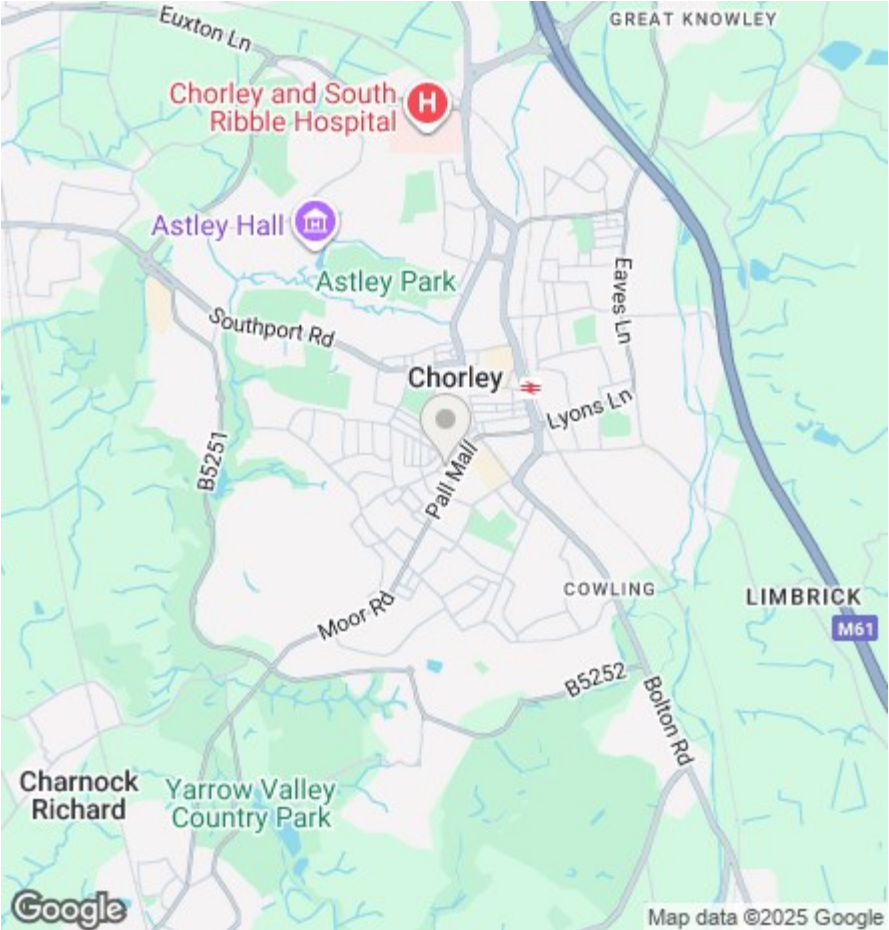 GREAT KNOWLEY
Euxton Ln
Chorley and South
Ribble Hospital
H
Astley Hall
Astley Park
Eaves Ln
Southport Rd
Chorley
Lyons Ln
B5251
Pall Mall
COWLING
LIMBRICK
Moor Rd
M61
B5252
Bolton Rd
Charnock
Richard
Yarrow Valley
Country Park
Google
Map data ©2025 Google